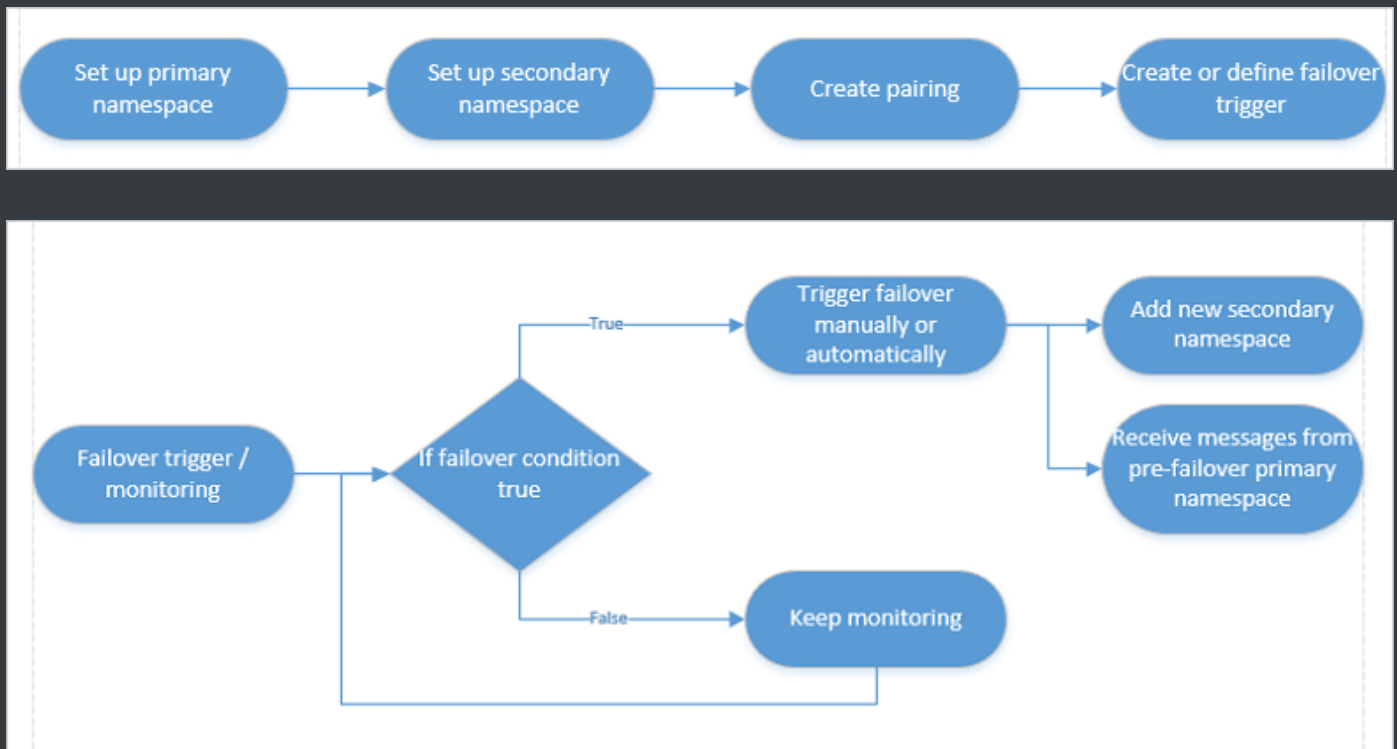 Set up primary
namespace
Set up secondary
namespace
Create pairing
Create or define failover
trigger
True
Trigger failover
manually or
automatically
Add new secondary
namespace
Failover trigger /
monitoring
If failover condition
true
Receive messages from
pre-failover primary
namespace
False
Keep monitoring